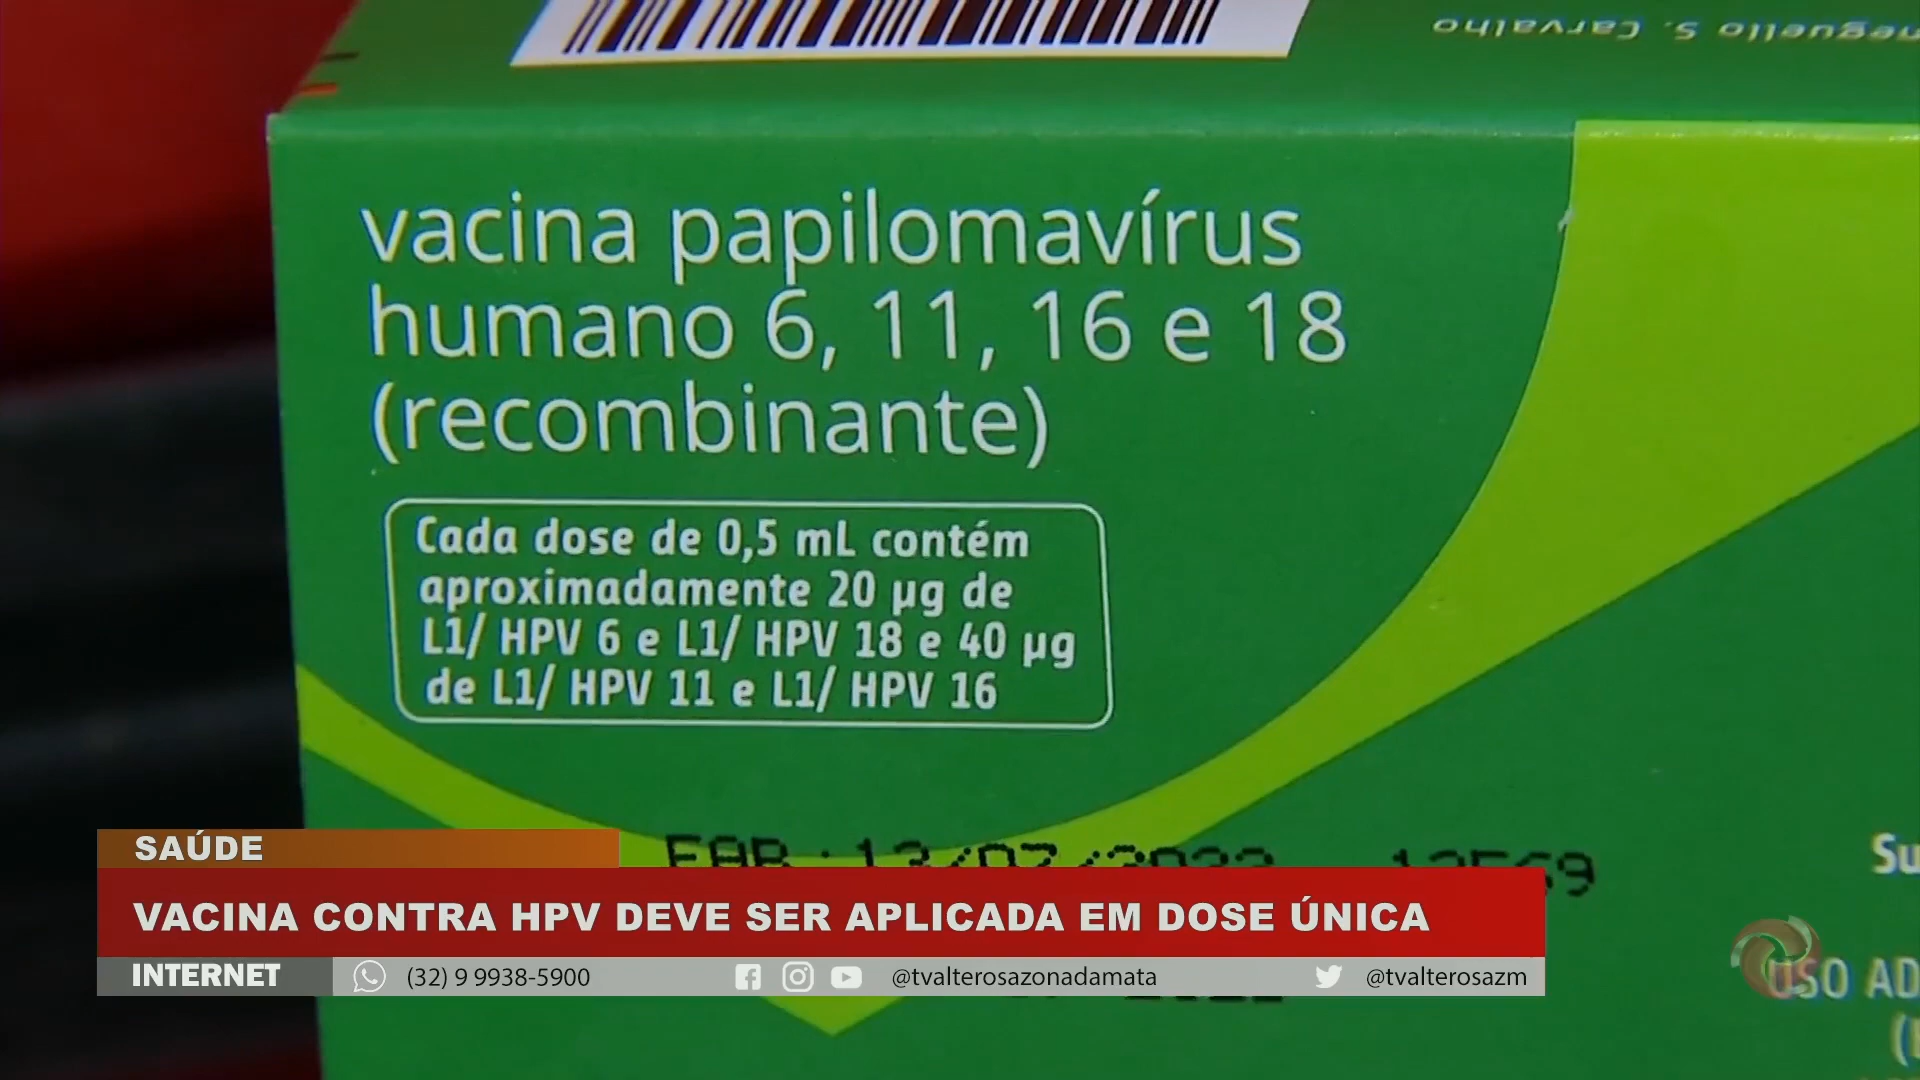 S. Carvalho
vacina papilomavírus
humano 6, 11, 16 e 18
(recombinante)
Cada dose de 0,5 mL contém
aproximadamente 20 µg de
L1/ HPV 6 e L1/ HPV 18 e 40 µg
de L1/ HPV 11 e L1/ HPV 16
SAÚDE
VACINA CONTRA HPV DEVE SER APLICADA EM DOSE ÚNICA
INTERNET (32) 9 9938-5900 @tvalterosazonadamata @tvalterosazm
USO